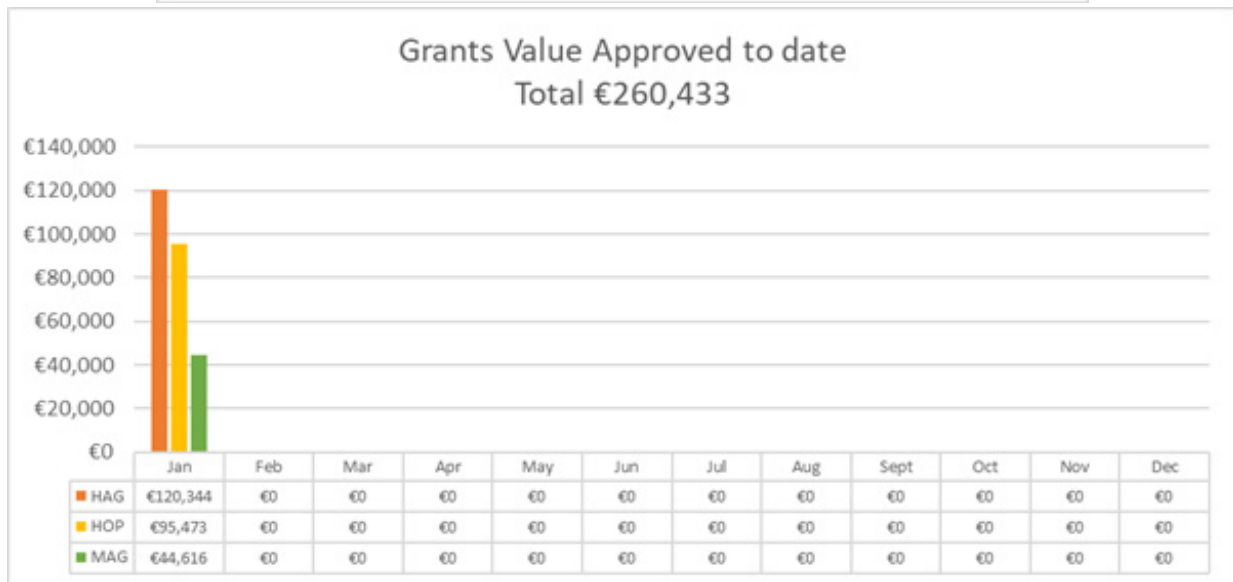 Grants Value Approved to date
Total €260,433
€140,000
€120,000
€100,000
€80,000
€60,000
€40,000
€20,000
€0
Jan Feb Mar Apr May Jun Jul Aug Sept Oct Nov Dec
HAG €120,344 €0 €0 €0 €0 €0 €0 €0 €0 €0 €0 €0
HOP €95,473 €0 €0 €0 €0 €0 €0 €0 €0 €0 €0 €0
MAG €44,616 €0 €0 €0 €0 €0 €0 €0 €0 €0 €0 €0